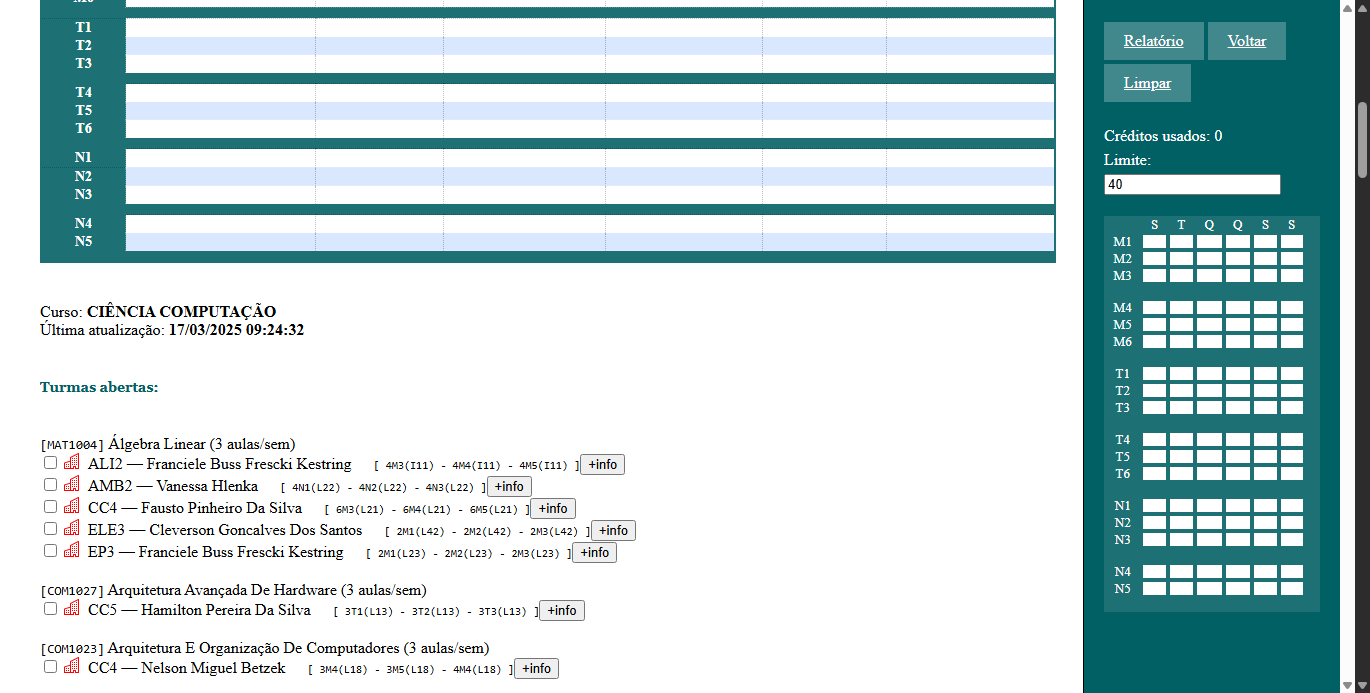 T1
T2
T3
T4
T5
T6
N1
N2
N3
N4
N5
Curso: CIÊNCIA COMPUTAÇÃO
Última atualização: 17/03/2025 09:24:32
Turmas abertas:
[MAT1004] Álgebra Linear (3 aulas/sem)
ALI2 — Franciele Buss Frescki Kestring [ 4M3(I11) - 4M4(I11) - 4M5(I11) ] +info
AMB2 — Vanessa Hlenka [ 4N1(L22) - 4N2(L22) - 4N3(L22) ] +info
CC4 — Fausto Pinheiro Da Silva [ 6M3(L21) - 6M4(L21) - 6M5(L21) ] +info
ELE3 — Cleverson Goncalves Dos Santos [ 2M1(L42) - 2M2(L42) - 2M3(L42) ] +info
EP3 — Franciele Buss Frescki Kestring [ 2M1(L23) - 2M2(L23) - 2M3(L23) ] +info
[COM1027] Arquitetura Avançada De Hardware (3 aulas/sem)
CC5 — Hamilton Pereira Da Silva [ 3T1(L13) - 3T2(L13) - 3T3(L13) ] +info
[COM1023] Arquitetura E Organização De Computadores (3 aulas/sem)
CC4 — Nelson Miguel Betzek [ 3M4(L18) - 3M5(L18) - 4M4(L18) ] +info
Relatório Voltar
Limpar
Créditos usados: 0
Limite:
40
S T Q Q S S
M1
M2
M3
M4
M5
M6
T1
T2
T3
T4
T5
T6
N1
N2
N3
N4
N5